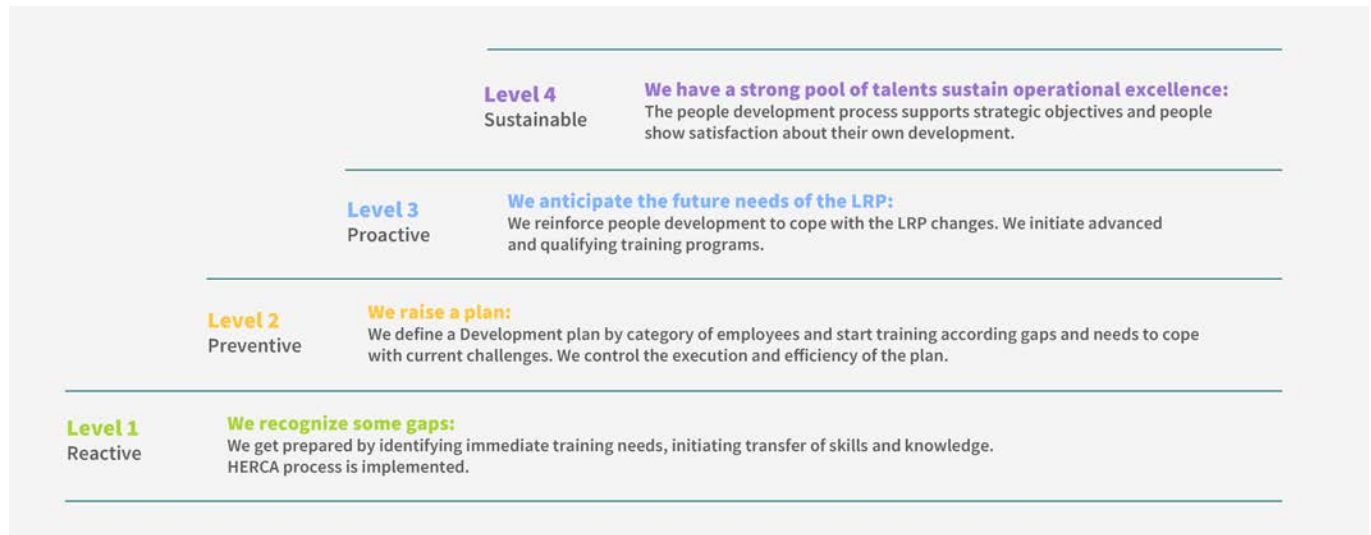 Level 4
Sustainable
We have a strong pool of talents sustain operational excellence:
The people development process supports strategic objectives and people
show satisfaction about their own development.
Level 3
Proactive
We anticipate the future needs of the LRP:
We reinforce people development to cope with the LRP changes. We initiate advanced
and qualifying training programs.
Level 2
Preventive
We raise a plan:
We define a Development plan by category of employees and start training according gaps and needs to cope
with current challenges. We control the execution and efficiency of the plan.
Level 1
Reactive
We recognize some gaps:
We get prepared by identifying immediate training needs, initiating transfer of skills and knowledge.
HERCA process is implemented.